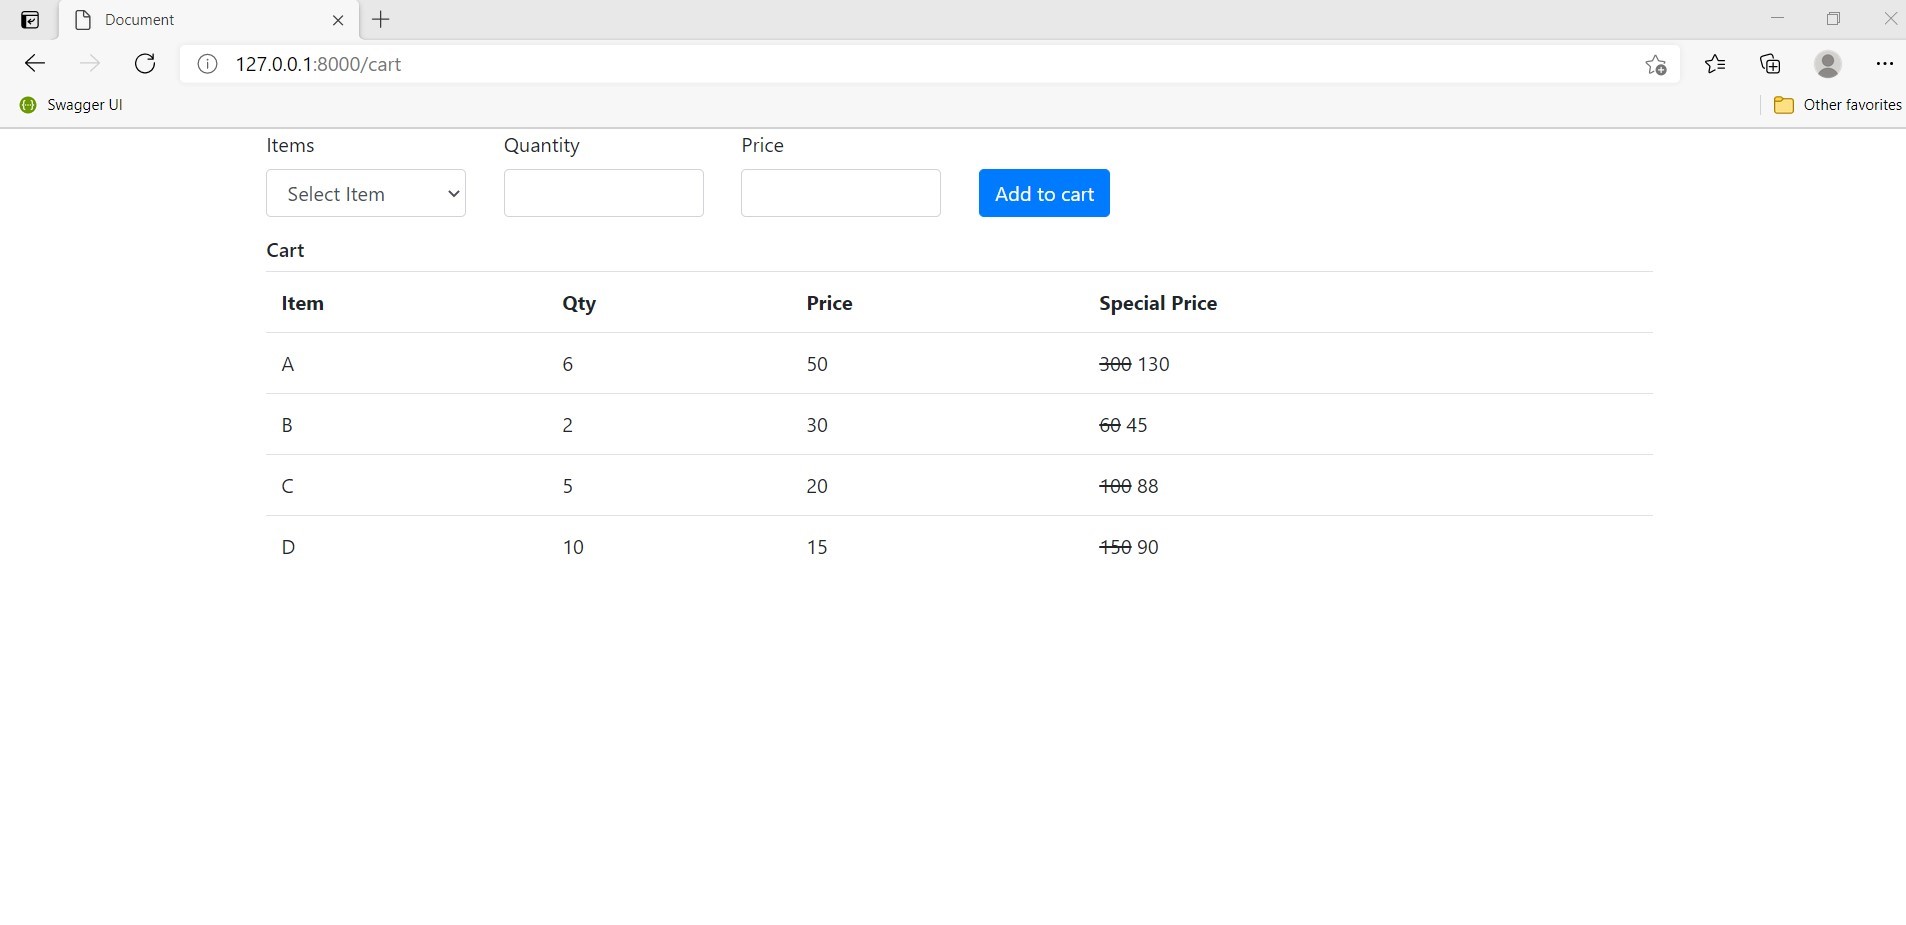 Document
127.0.0.1:8000/cart
Swagger UI
Other favorites
Items Quantity Price
Select Item Add to cart
Cart
Item Qty Price Special Price
A 6 50 300 130
B 2 30 60 45
C 5 20 100 88
D 10 15 150 90